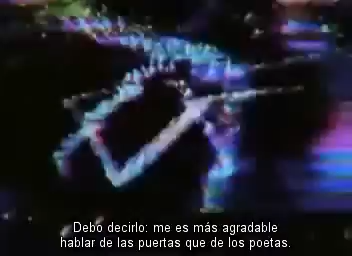 Debo decirlo: me es más agradable
hablar de las puertas que de los poetas.